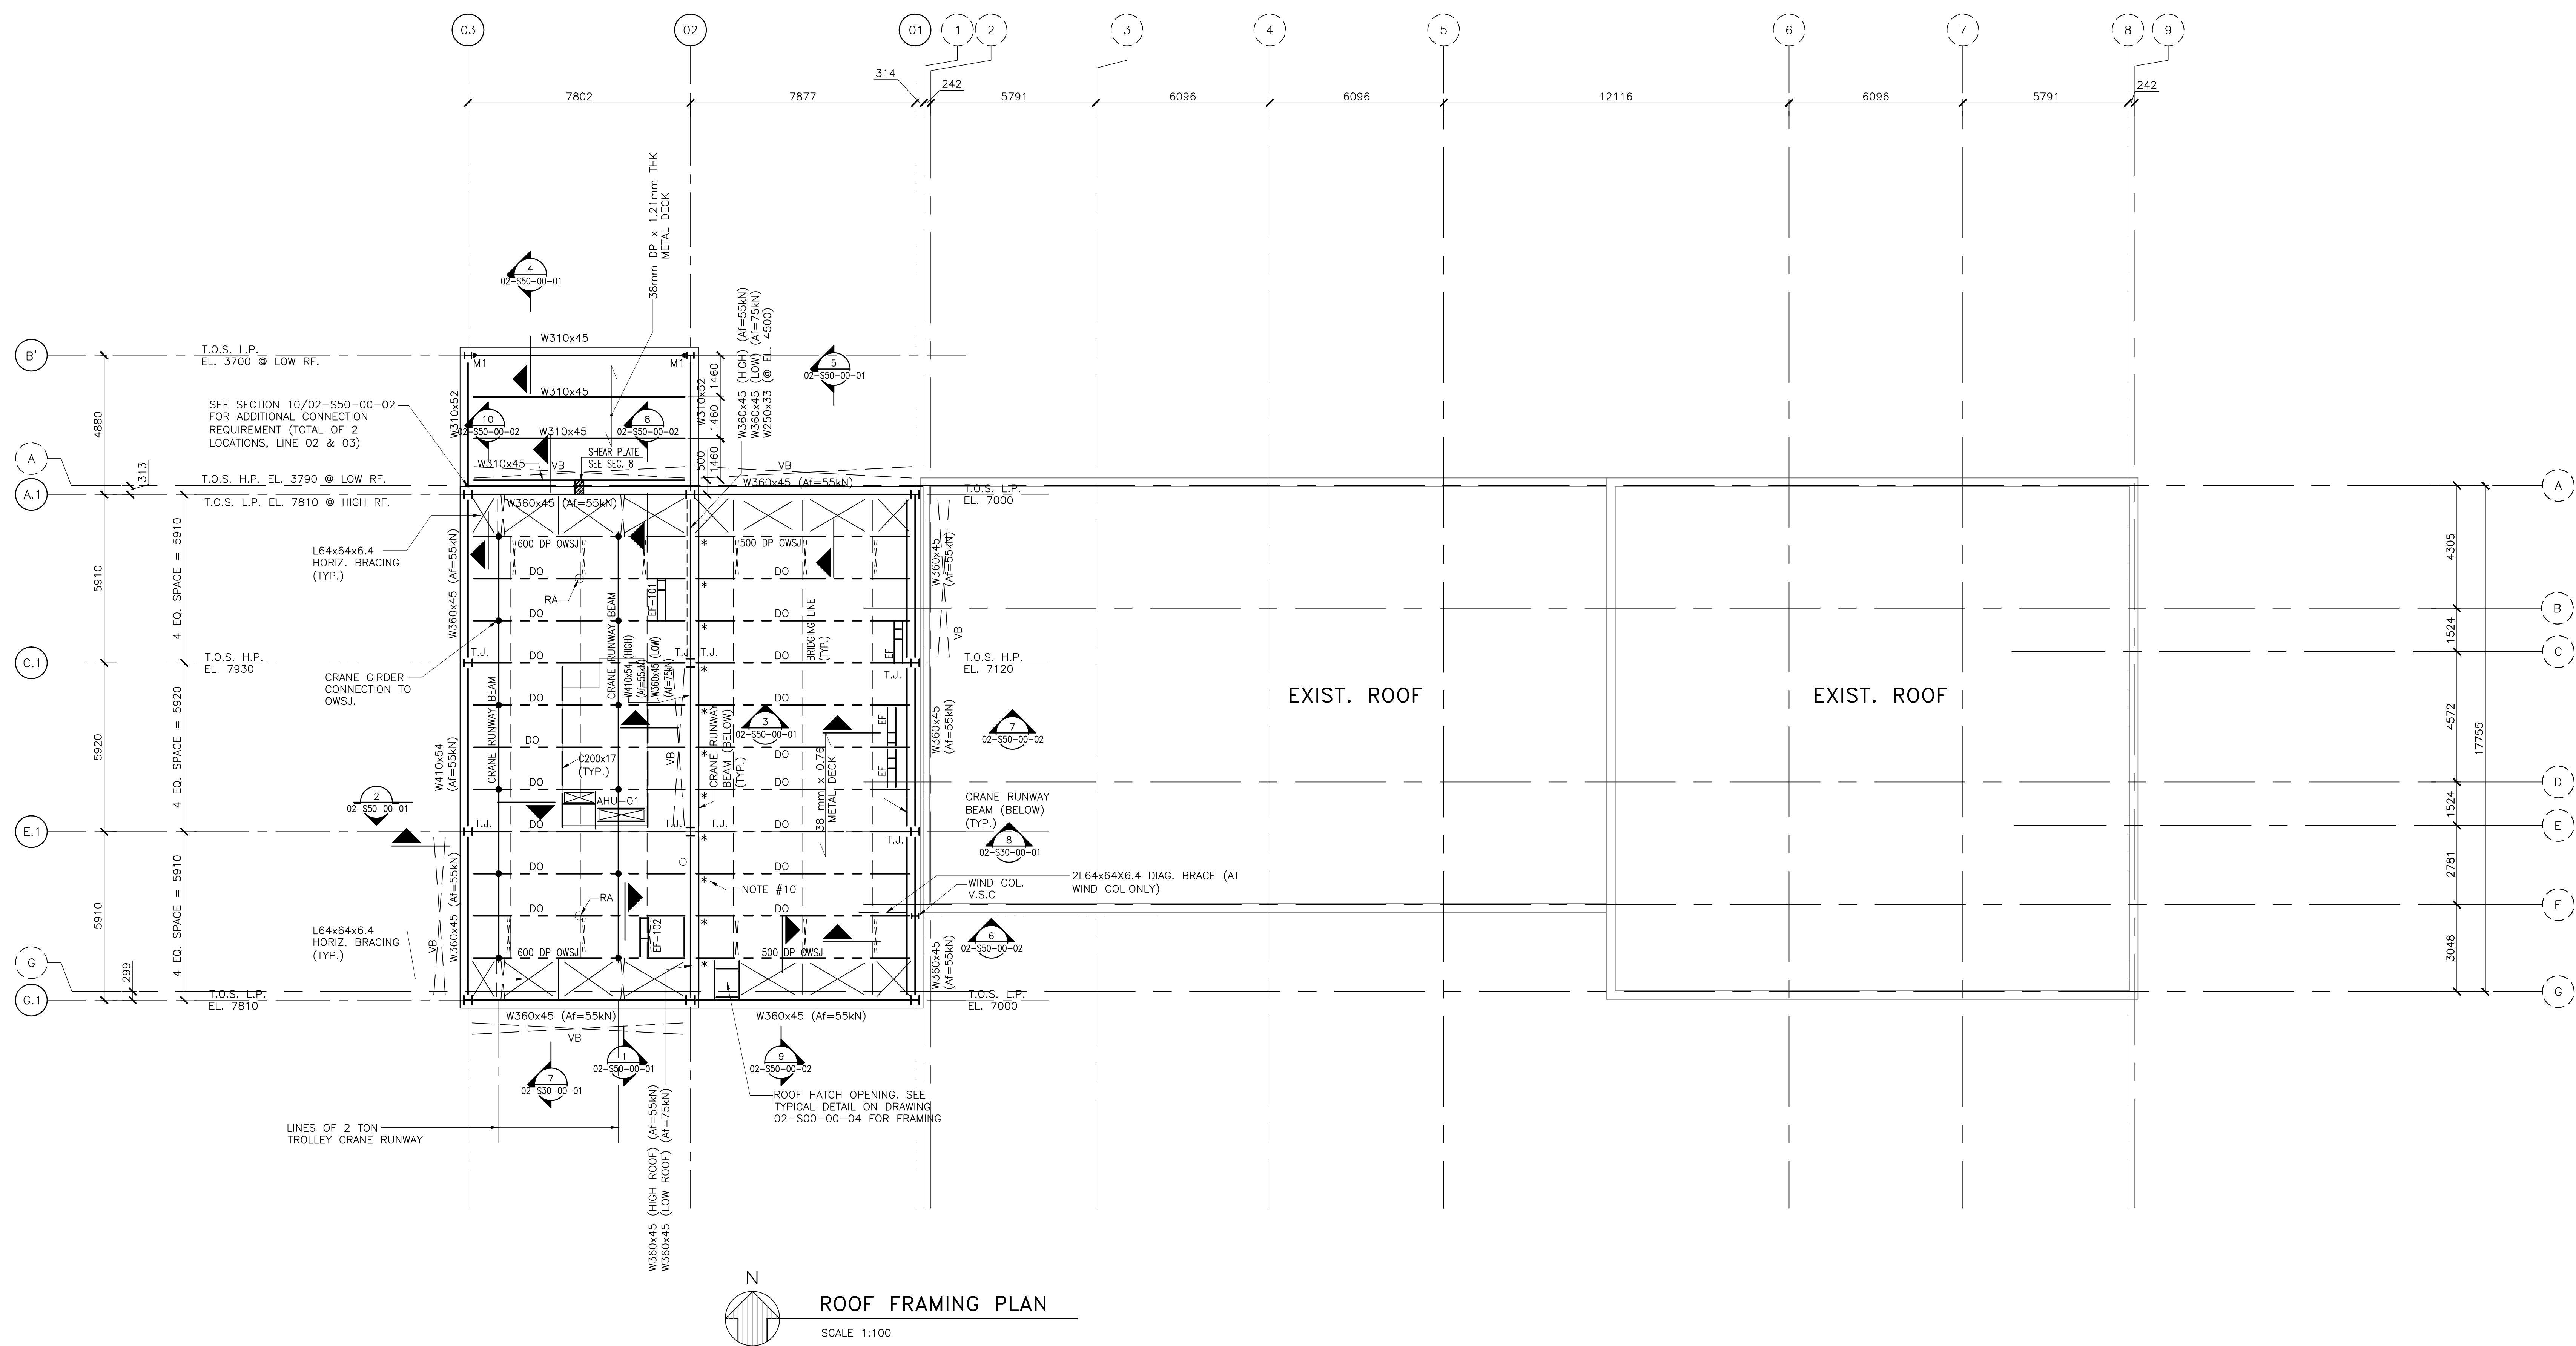 03
02
01
1
2
3
4
5
6
7
8
9
314
242
7802
7877
5791
6096
6096
12116
6096
5791
242
38mm DP x 1.21mm THK
METAL DECK
4
02-S50-00-01
W360x45 (HIGH) (Af=55kN)
W360x45 (LOW) (Af=75kN)
W250x33 (@ EL. 4500)
B'
T.O.S. L.P.
EL. 3700 @ LOW RF.
W310x45
M1
M1
5
02-S50-00-01
W310x45
W310x52
W310x52
1460
1460
1460
500
SEE SECTION 10/02-S50-00-02
FOR ADDITIONAL CONNECTION
REQUIREMENT (TOTAL OF 2
LOCATIONS, LINE 02 & 03)
4880
10
02-S50-00-02
8
02-S50-00-02
W310x45
SHEAR PLATE
SEE SEC. 8
W310x45
VB
VB
A
313
T.O.S. H.P. EL. 3790 @ LOW RF.
A.1
T.O.S. L.P. EL. 7810 @ HIGH RF.
W360x45 (Af=55kN)
W360x45 (Af=55kN)
T.O.S. L.P.
EL. 7000
A
L64x64x6.4
HORIZ. BRACING
(TYP.)
5910
4 EQ. SPACE = 5910
W360x45 (Af=55kN)
600 DP OWSJ
500 DP OWSJ
W360x45
(Af=55kN)
4305
DO
DO
RA
CRANE RUNWAY BEAM
EF-101
B
DO
DO
BRIDGING LINE
(TYP.)
EF
VB
1524
C.1
T.O.S. H.P.
EL. 7930
T.J.
DO
T.J.
T.J.
DO
T.J.
T.O.S. H.P.
EL. 7120
C
CRANE GIRDER
CONNECTION TO
OWSJ.
CRANE RUNWAY BEAM
W410x54 (HIGH)
(Af=55kN)
W360x45 (LOW)
(Af=75kN)
DO
DO
EXIST. ROOF
EXIST. ROOF
5920
4 EQ. SPACE = 5920
W410x54
(Af=55kN)
CRANE RUNWAY
BEAM (BELOW)
(TYP.)
3
02-S50-00-01
EF
W360x45
(Af=55kN)
7
02-S50-00-02
4572
17755
DO
DO
C200x17
(TYP.)
VB
38 mm x 0.76
METAL DECK
EF
DO
DO
D
2
02-S50-00-01
AHU-01
CRANE RUNWAY
BEAM (BELOW)
(TYP.)
1524
E.1
T.J.
DO
T.J.
T.J.
DO
T.J.
E
8
02-S30-00-01
5910
4 EQ. SPACE = 5910
W360x45 (Af=55kN)
DO
DO
NOTE #10
WIND COL.
V.S.C
2L64x64X6.4 DIAG. BRACE (AT
WIND COL.ONLY)
2781
RA
DO
DO
F
L64x64x6.4
HORIZ. BRACING
(TYP.)
VB
EF-102
6
02-S50-00-02
600 DP OWSJ
500 DP OWSJ
W360x45
(Af=55kN)
3048
G
299
G
G.1
T.O.S. L.P.
EL. 7810
T.O.S. L.P.
EL. 7000
W360x45 (Af=55kN)
W360x45 (Af=55kN)
VB
7
02-S30-00-01
1
02-S50-00-01
9
02-S50-00-02
ROOF HATCH OPENING. SEE
TYPICAL DETAIL ON DRAWING
02-S00-00-04 FOR FRAMING
LINES OF 2 TON
TROLLEY CRANE RUNWAY
W360x45 (HIGH ROOF) (Af=55kN)
W360x45 (LOW ROOF) (Af=75kN)
N
ROOF FRAMING PLAN
SCALE 1:100